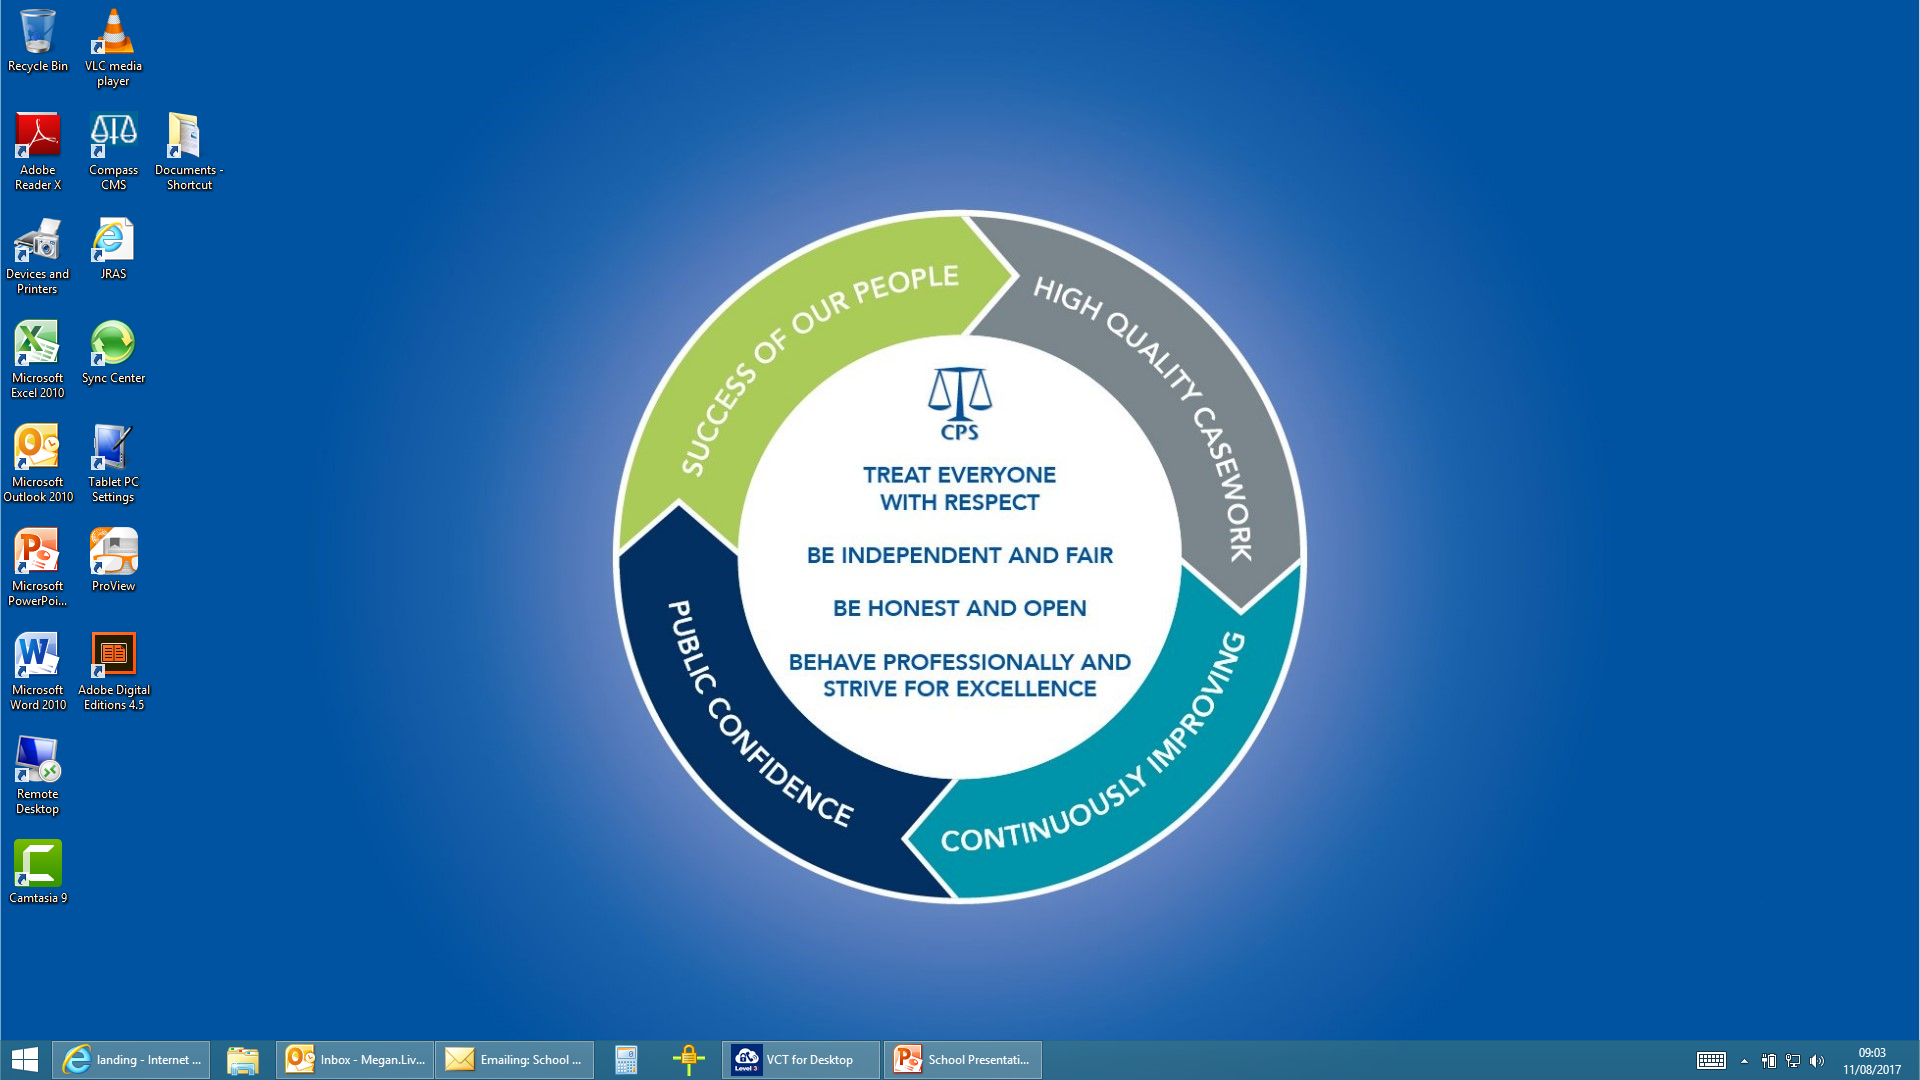 Recycle Bin
VLC media
player
Adobe
Reader X
Compass
CMS
Documents -
Shortcut
Devices and
Printers
JRAS
Microsoft
Excel 2010
Sync Center
Microsoft
Outlook 2010
Tablet PC
Settings
Microsoft
PowerPoi...
ProView
Microsoft
Word 2010
Adobe Digital
Editions 4.5
Remote
Desktop
Camtasia 9
SUCCESS OF OUR PEOPLE
HIGH QUALITY CASEWORK
CONTINUOUSLY IMPROVING
PUBLIC CONFIDENCE
CPS
TREAT EVERYONE
WITH RESPECT
BE INDEPENDENT AND FAIR
BE HONEST AND OPEN
BEHAVE PROFESSIONALLY AND
STRIVE FOR EXCELLENCE
landing - Internet ...
Inbox - Megan.Liv...
Emailing: School ...
Level 3
VCT for Desktop
School Presentati...
09:03
11/08/2017